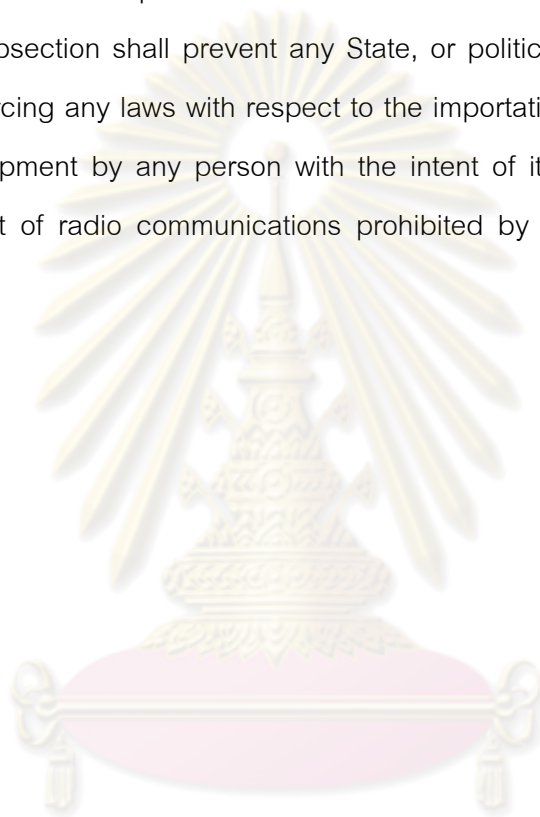 bsection shall prevent any State, or politic
cing any laws with respect to the importati
pment by any person with the intent of it
t of radio communications prohibited by